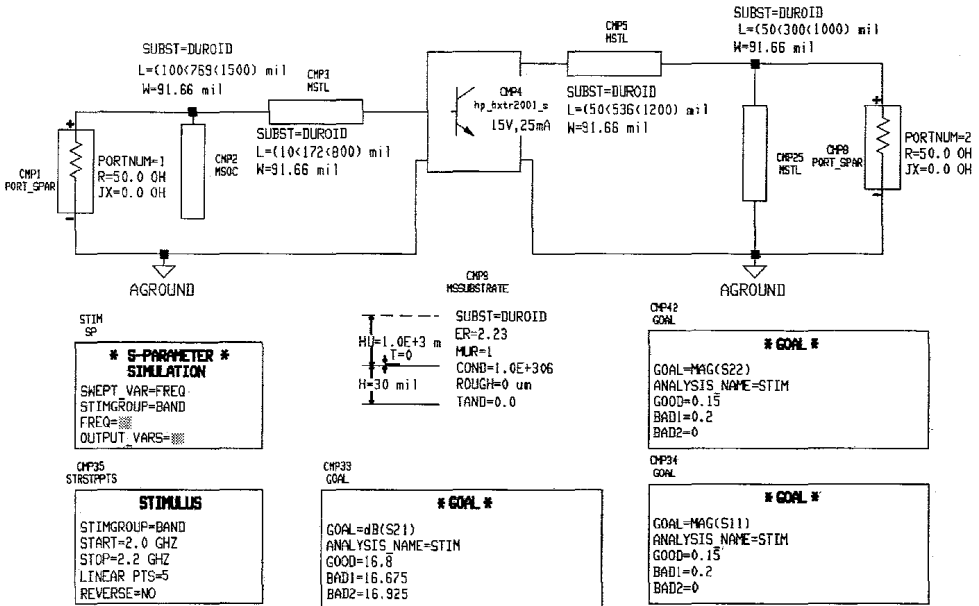 SUBST=DUROID
L=(100<769<1500) mil
W=91.66 mil
CMP3
MSTL
CMP5
MSTL
SUBST=DUROID
L=(50<300<1000) mil
W=91.66 mil
CMP4
hp_hxtr2001_s
15V,25mA
SUBST=DUROID
L=(50<536<1200) mil
W=91.66 mil
+
CMP1
PORT_SPAR
PORTNUM=1
R=50.0 OH
JX=0.0 OH
-
CMP2
MSOC
SUBST=DUROID
L=(10<172<800) mil
W=91.66 mil
CMP25
MSTL
CMP8
PORT_SPAR
+
PORTNUM=2
R=50.0 OH
JX=0.0 OH
-
AGROUND
AGROUND
CMP9
MSSUBSTRATE
SUBST=DUROID
HU=1.0E+3 m
ER=2.23
T=0
MUR=1
COND=1.0E+306
H=30 mil
ROUGH=0 um
TAND=0.0
STIM
SP
* S-PARAMETER *
SIMULATION
SWEPT_VAR=FREQ
STIMGROUP=BAND
FREQ=
OUTPUT_VARS=
CMP42
GOAL
* GOAL *
GOAL=MAG(S22)
ANALYSIS_NAME=STIM
GOOD=0.15
BAD1=0.2
BAD2=0
CMP35
STRSTPPTS
STIMULUS
STIMGROUP=BAND
START=2.0 GHZ
STOP=2.2 GHZ
LINEAR PTS=5
REVERSE=NO
CMP33
GOAL
* GOAL *
GOAL=dB(S21)
ANALYSIS_NAME=STIM
GOOD=16.8
BAD1=16.675
BAD2=16.925
CMP34
GOAL
* GOAL *
GOAL=MAG(S11)
ANALYSIS_NAME=STIM
GOOD=0.15
BAD1=0.2
BAD2=0